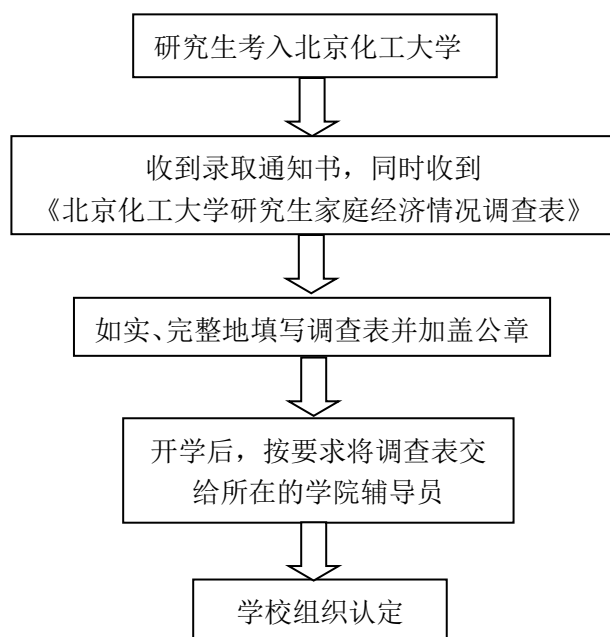 研究生考入北京化工大学
收到录取通知书，同时收到
《北京化工大学研究生家庭经济情况调查表》
如实、完整地填写调查表并加盖公章
开学后，按要求将调查表交
给所在的学院辅导员
学校组织认定